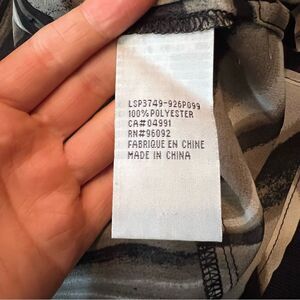 LSP3749-926P099
100%POLYESTER
CA#04991
RN#96092
FABRIQUE EN CHINE
MADE IN CHINA